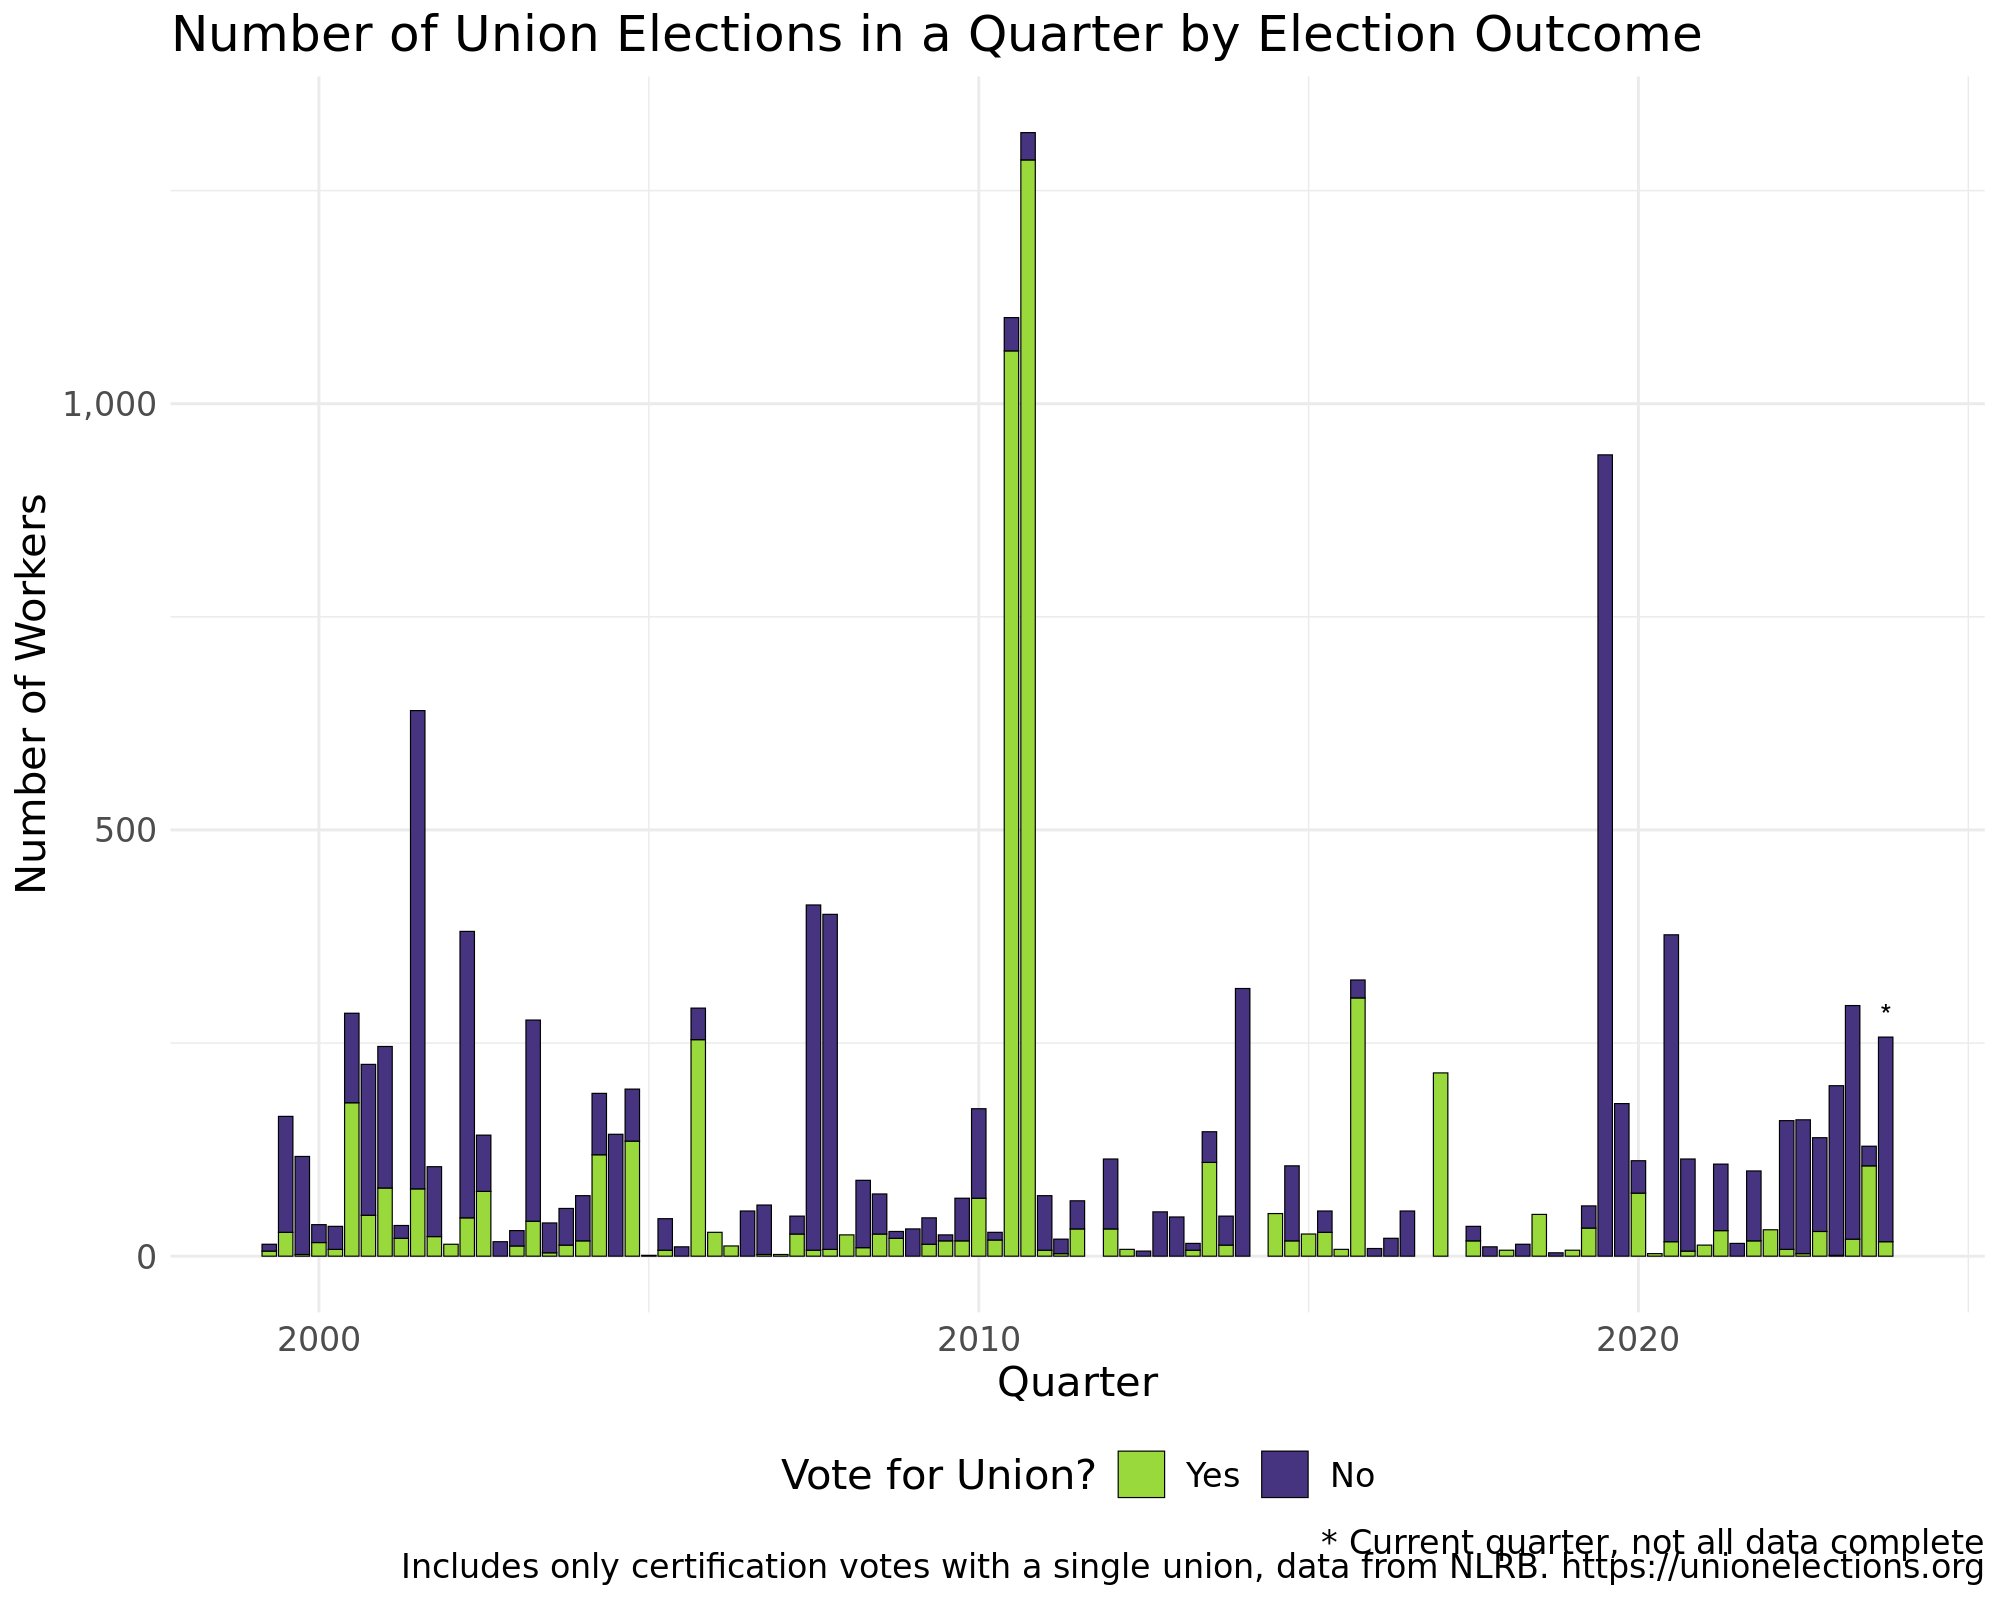 Number of Union Elections in a Quarter by Election Outcome
Number of Workers
1,000
500
0
*
2000
2010
2020
Quarter
Vote for Union?
Yes
No
* Current quarter, not all data complete
Includes only certification votes with a single union, data from NLRB. https://unionelections.org